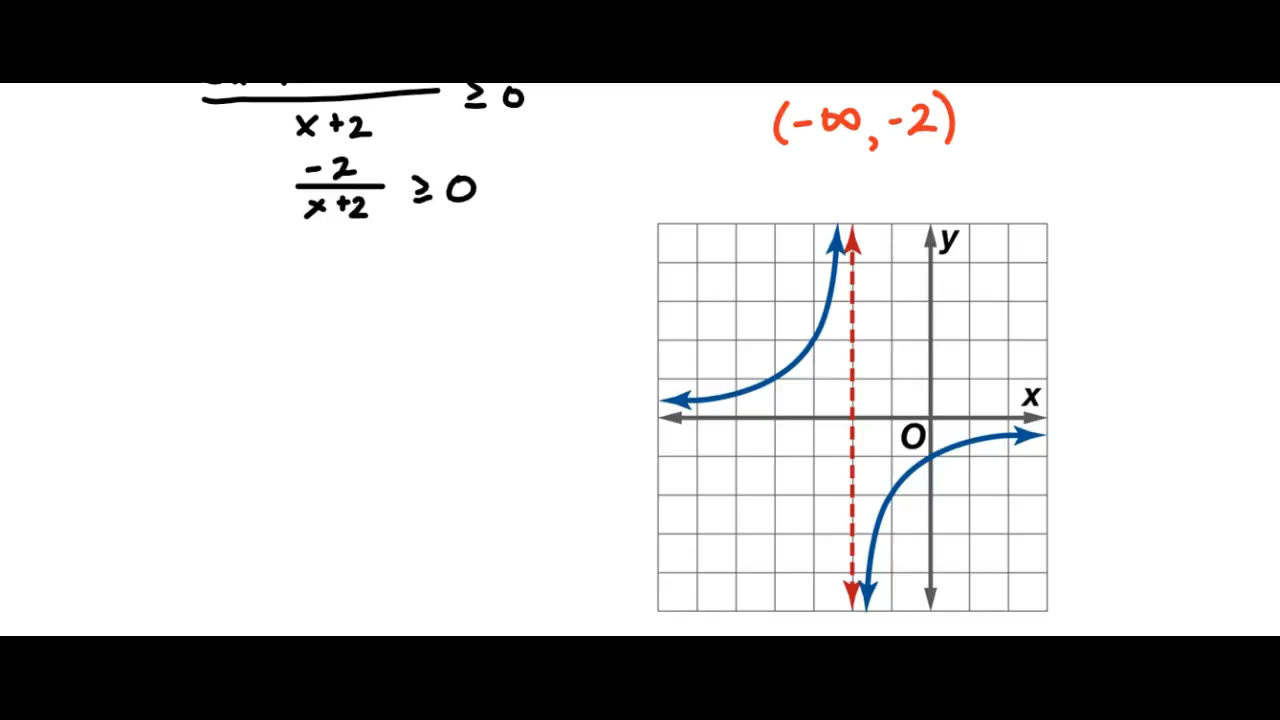 ≥ 0
x + 2
(-∞, -2)
-2
x + 2 ≥ 0
y
x
O